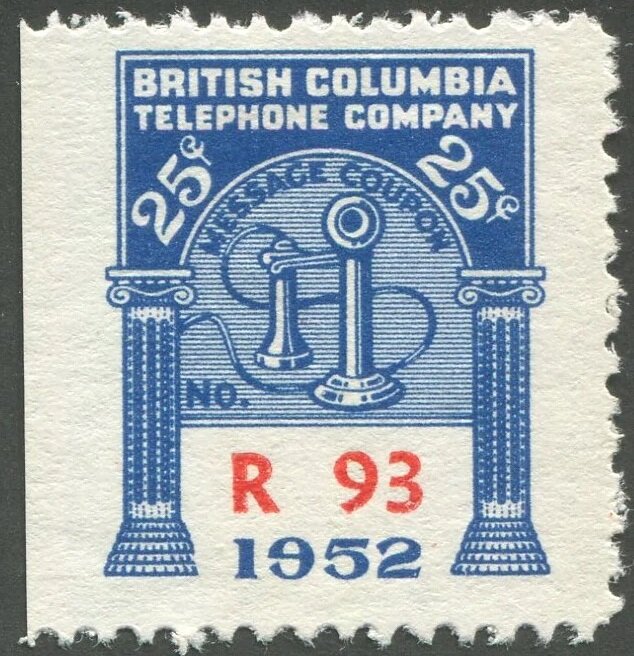 BRITISH COLUMBIA
TELEPHONE COMPANY
25¢ 25¢
MESSAGE COUPON
No.
R 93
1952